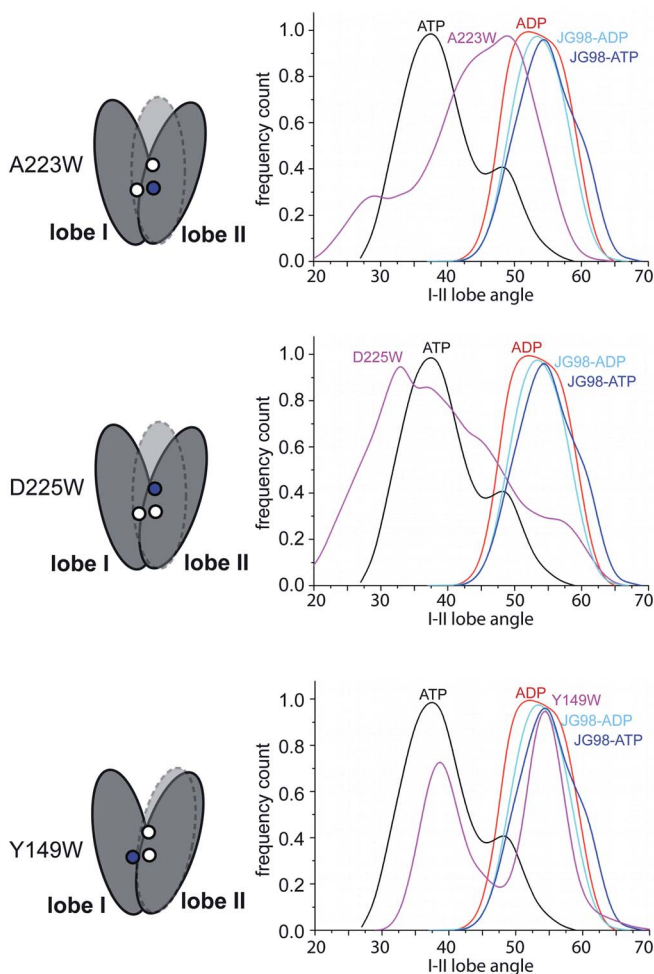 A223W
lobe I
lobe II
frequency count
1.0
0.8
0.6
0.4
0.2
0.0
ATP
A223W
ADP
JG98-ADP
JG98-ATP
20 30 40 50 60 70
I-II lobe angle
D225W
lobe I
lobe II
frequency count
1.0
0.8
0.6
0.4
0.2
0.0
D225W
ATP
ADP
JG98-ADP
JG98-ATP
20 30 40 50 60 70
I-II lobe angle
Y149W
lobe I
lobe II
frequency count
1.0
0.8
0.6
0.4
0.2
0.0
ATP
ADP
Y149W
JG98-ADP
JG98-ATP
20 30 40 50 60 70
I-II lobe angle